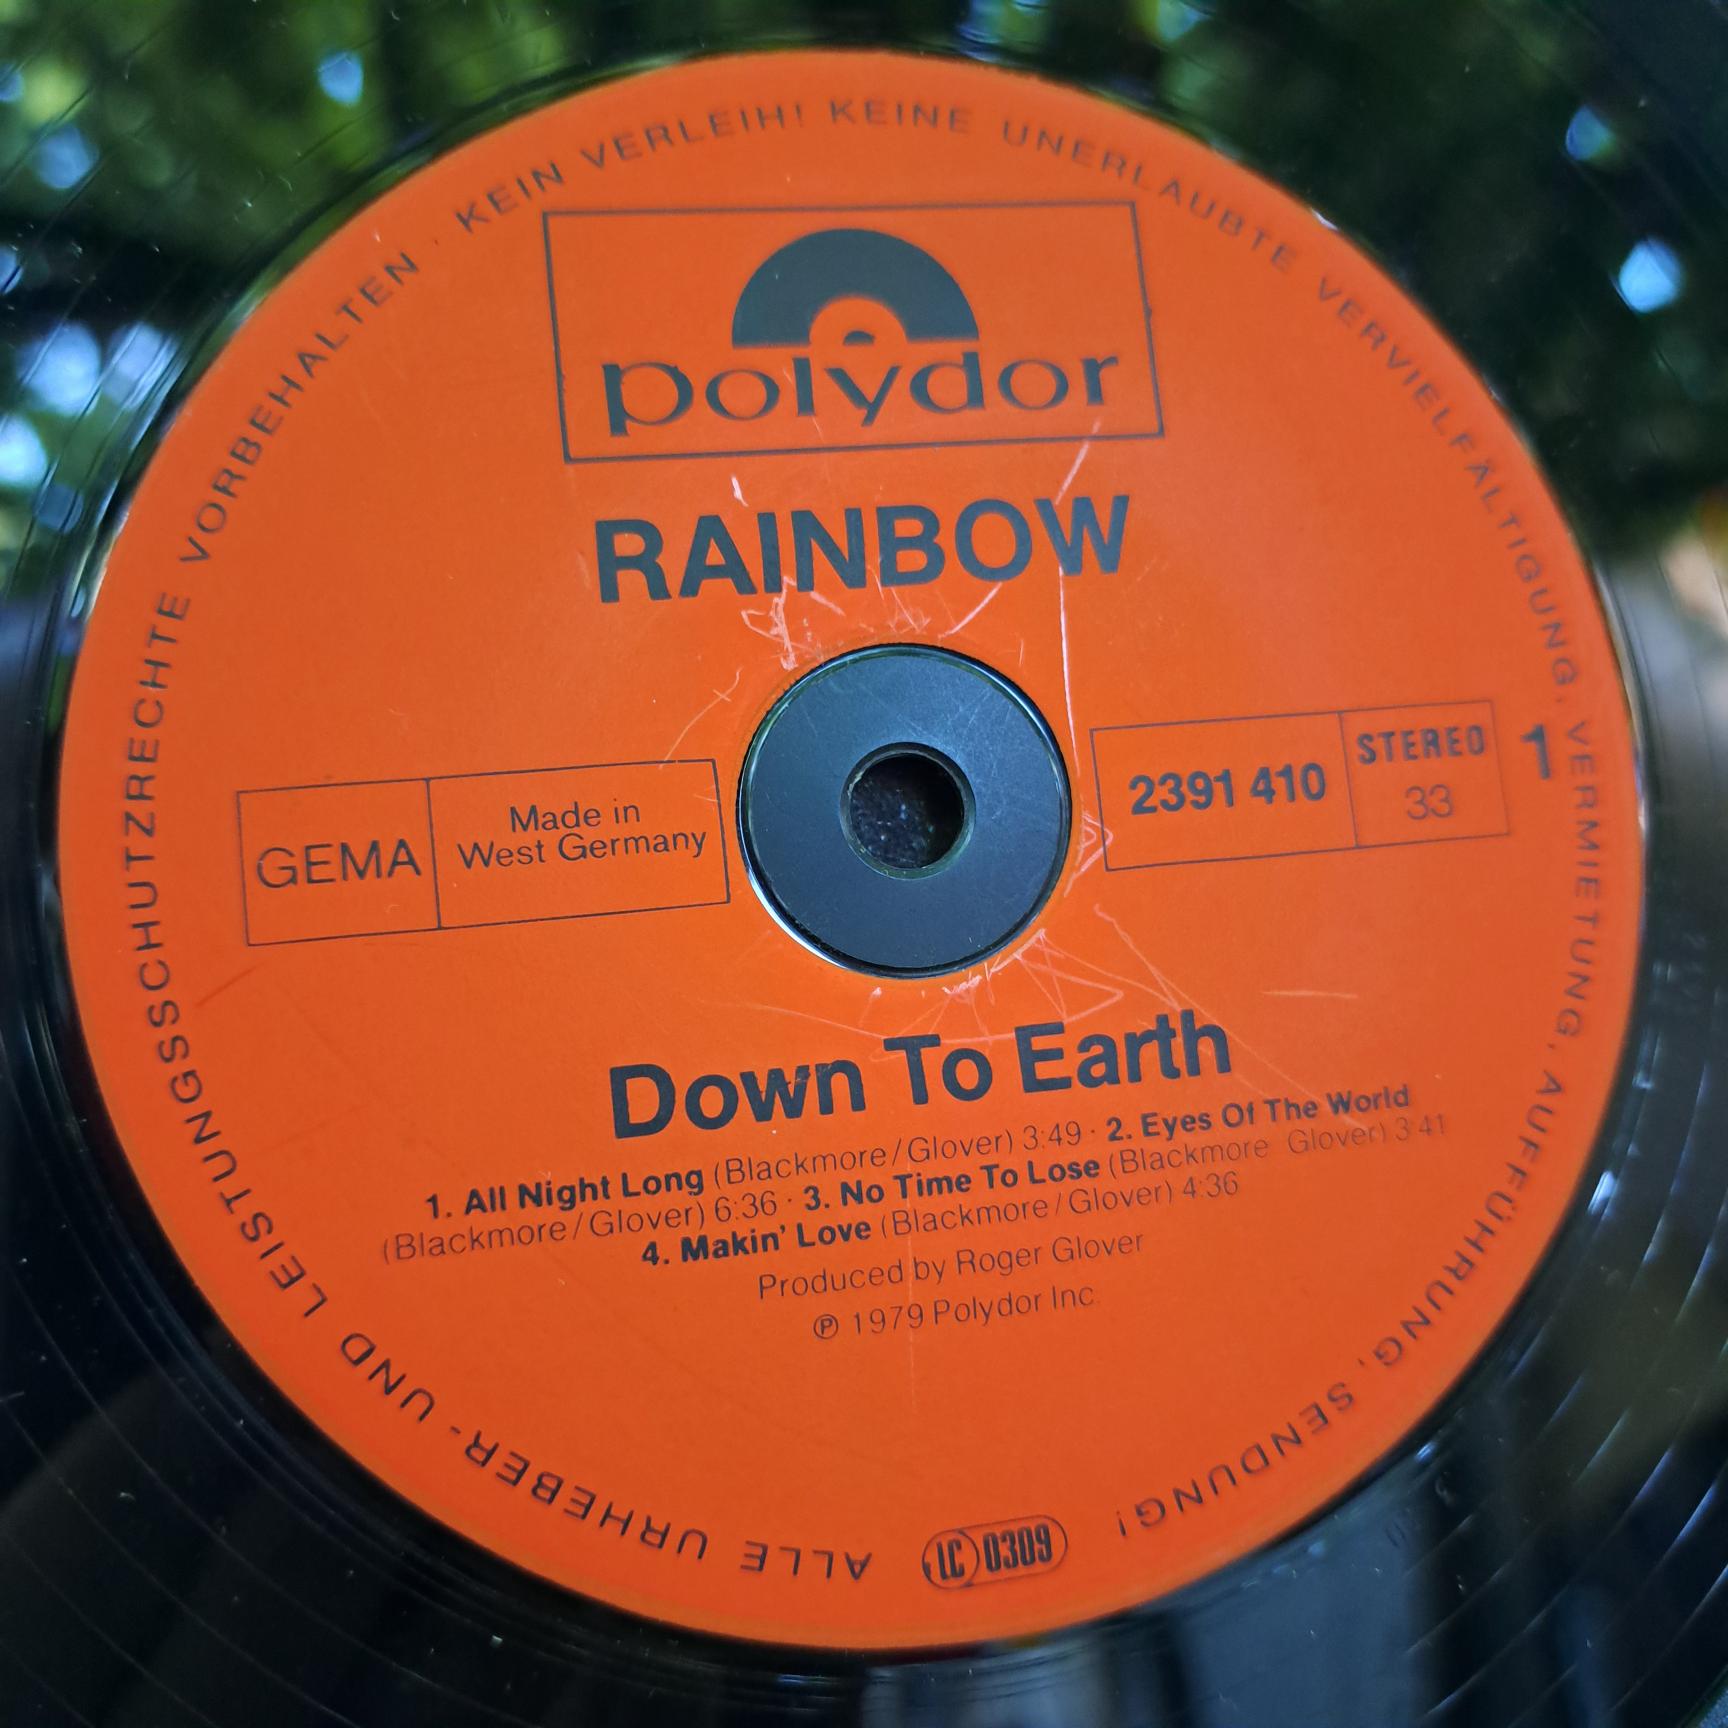 ALLE URHEBER- UND LEISTUNGSSCHUTZRECHTE VORBEHALTEN · KEIN VERLEIH! KEINE UNERLAUBTE VERVIELFÄLTIGUNG, VERMIETUNG, AUFFÜHRUNG, SENDUNG!
polydor
RAINBOW
GEMA
Made in
West Germany
2391 410
STEREO
33
1
Down To Earth
1. All Night Long (Blackmore/Glover) 3:49 · 2. Eyes Of The World
(Blackmore/Glover) 6:36 · 3. No Time To Lose (Blackmore Glover) 3:41
4. Makin' Love (Blackmore/Glover) 4:36
Produced by Roger Glover
℗ 1979 Polydor Inc.
LC 0309